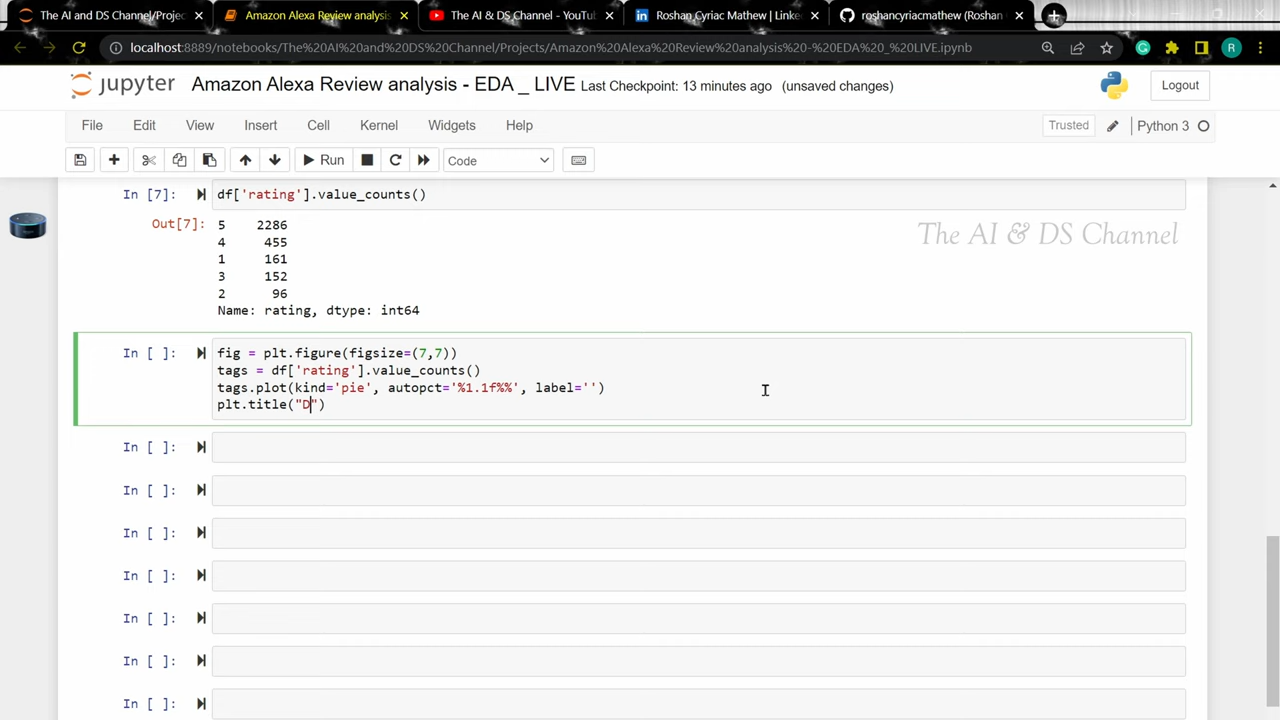 The AI and DS Channel/Projec
Amazon Alexa Review analysis
The AI & DS Channel - YouTu
Roshan Cyriac Mathew | Linke
roshancyriacmathew (Roshan
localhost:8889/notebooks/The%20AI%20and%20DS%20Channel/Projects/Amazon%20Alexa%20Review%20analysis%20-%20EDA%20_%20LIVE.ipynb
R
jupyter Amazon Alexa Review analysis - EDA _ LIVE Last Checkpoint: 13 minutes ago (unsaved changes)
Logout
File Edit View Insert Cell Kernel Widgets Help
Trusted
Python 3
Run
Code
In [7]: df['rating'].value_counts()
Out[7]: 5 2286
4 455
1 161
3 152
2 96
Name: rating, dtype: int64
The AI & DS Channel
In [ ]: fig = plt.figure(figsize=(7,7))
tags = df['rating'].value_counts()
tags.plot(kind='pie', autopct='%1.1f%%', label='')
plt.title("D")
In [ ]:
In [ ]:
In [ ]:
In [ ]:
In [ ]:
In [ ]:
In [ ]: